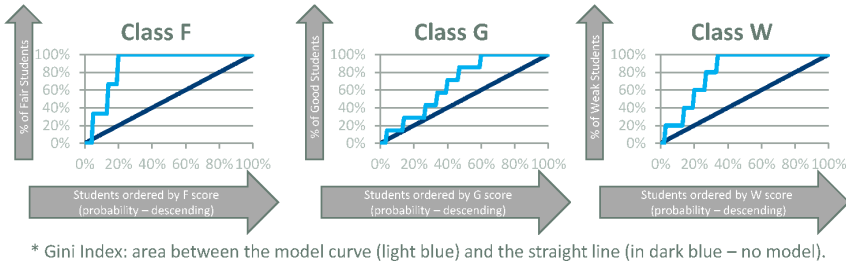 Class F
% of Fair Students
100%
80%
60%
40%
20%
0%
0% 20% 40% 60% 80% 100%
Students ordered by F score
(probability – descending)
Class G
% of Good Students
100%
80%
60%
40%
20%
0%
0% 20% 40% 60% 80% 100%
Students ordered by G score
(probability – descending)
Class W
% of Weak Students
100%
80%
60%
40%
20%
0%
0% 20% 40% 60% 80% 100%
Students ordered by W score
(probability – descending)
* Gini Index: area between the model curve (light blue) and the straight line (in dark blue – no model).